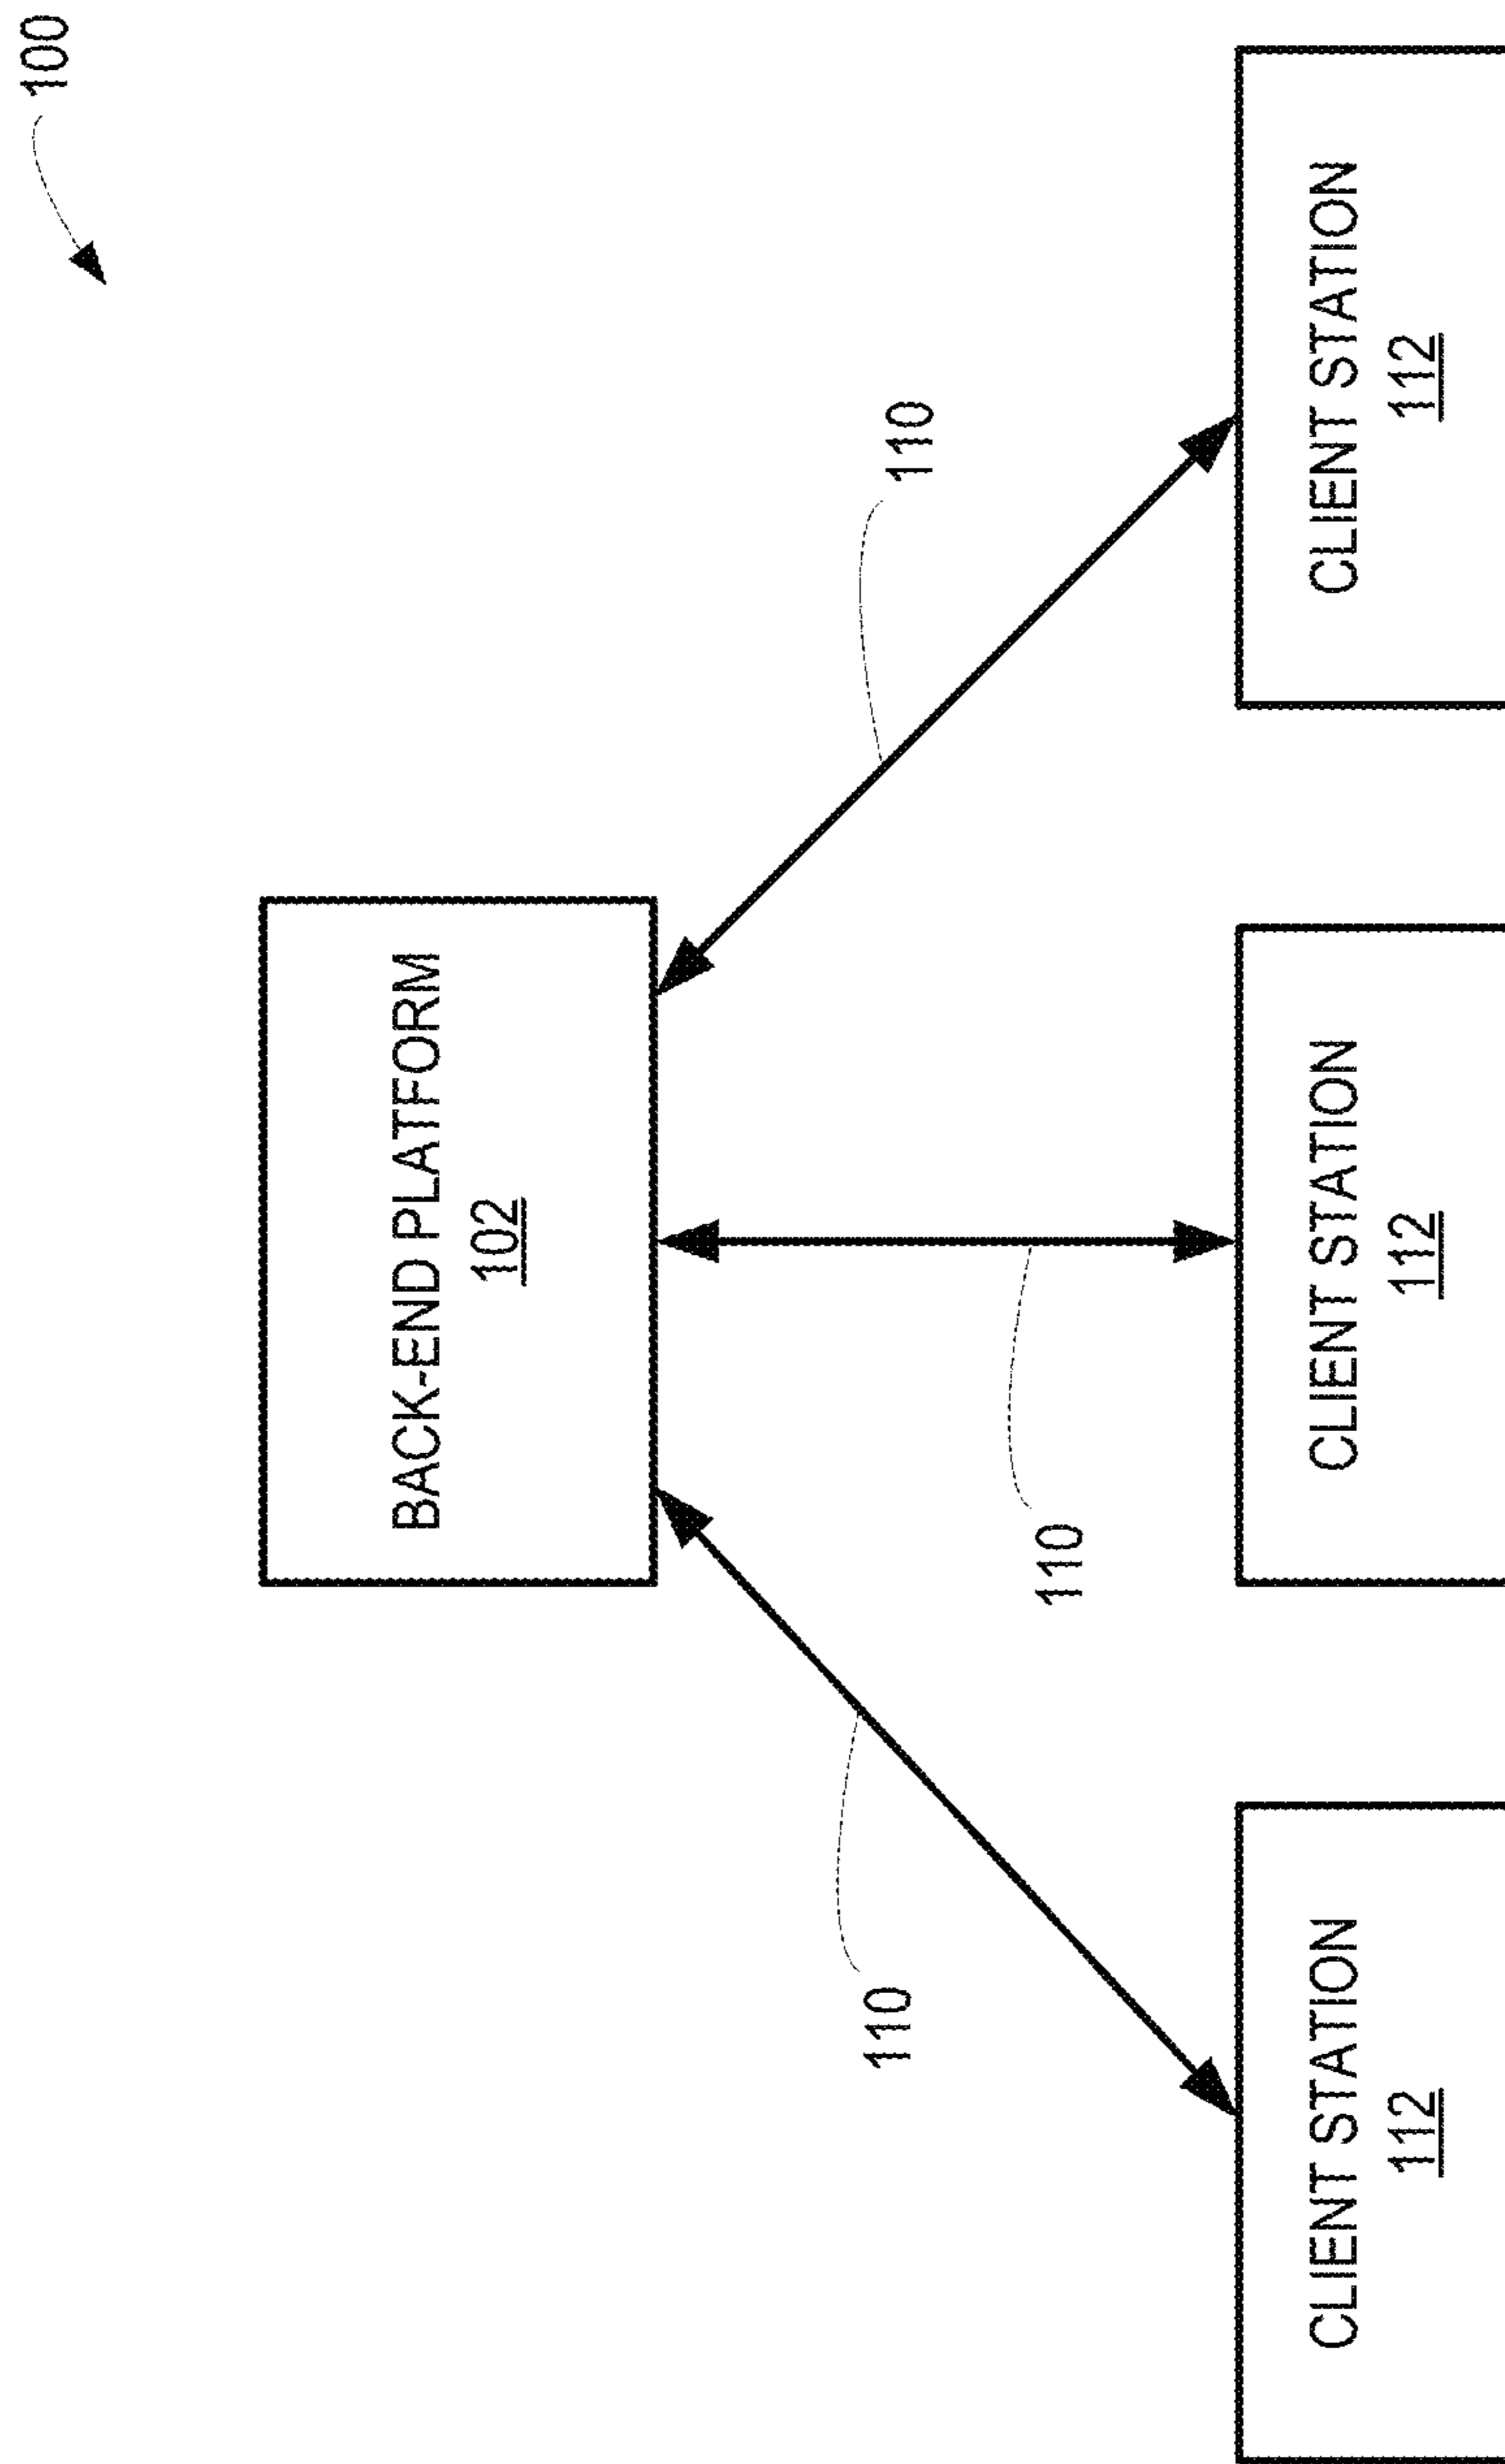 100
BACK-END PLATFORM
102
110
110
110
CLIENT STATION
112
CLIENT STATION
112
CLIENT STATION
112